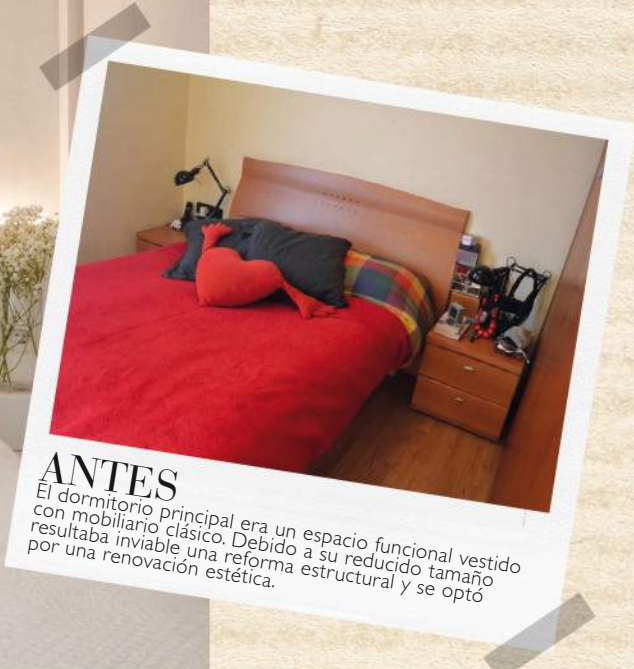 ANTES
El dormitorio principal era un espacio funcional vestido
con mobiliario clásico. Debido a su reducido tamaño
resultaba inviable una reforma estructural y se optó
por una renovación estética.